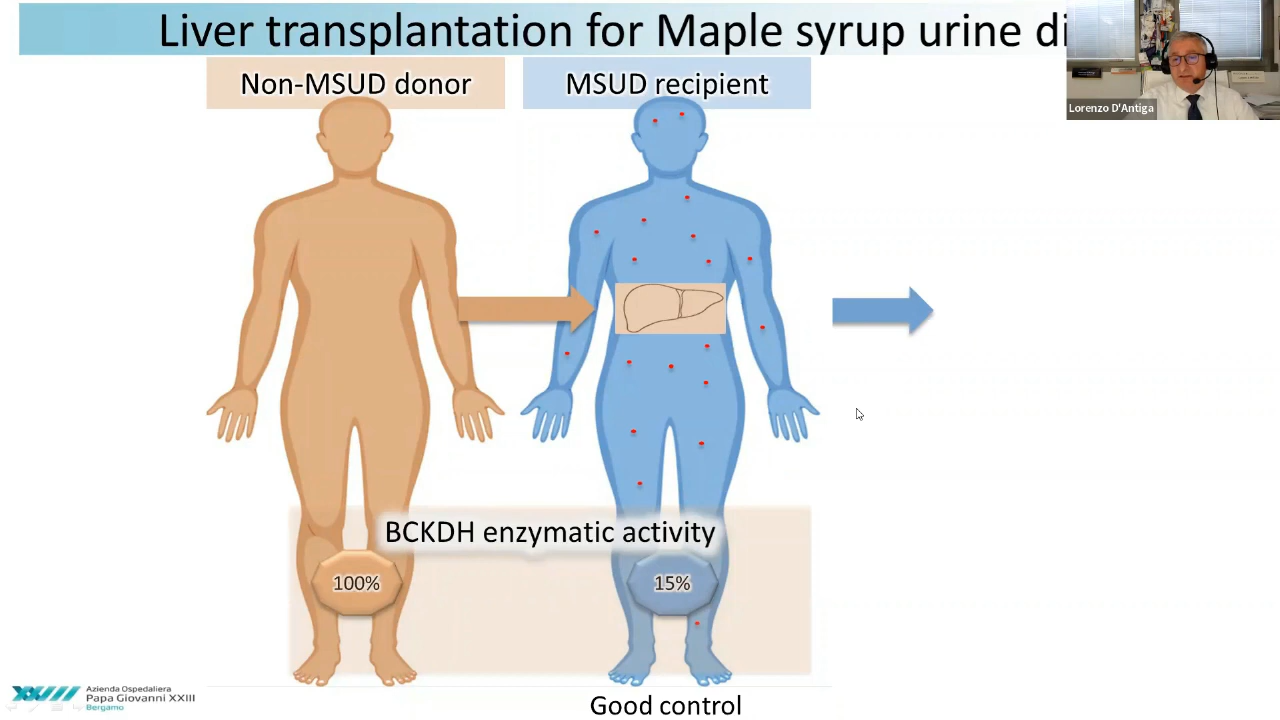 Liver transplantation for Maple syrup urine di
Lorenzo D'Antiga
Non-MSUD donor
MSUD recipient
BCKDH enzymatic activity
100%
15%
Good control
XVIII
Azienda Ospedaliera
Papa Giovanni XXIII
Bergamo